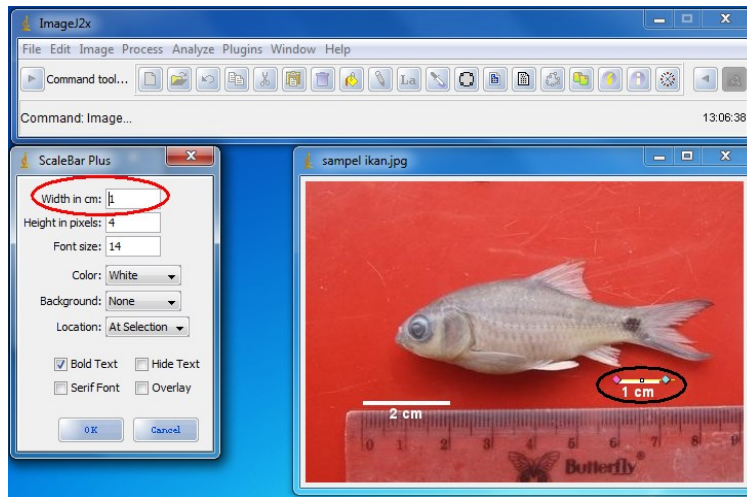 ImageJ2x
File Edit Image Process Analyze Plugins Window Help
Command tool...
La
Command: Image...
13:06:38
ScaleBar Plus
Width in cm: 1
Height in pixels: 4
Font size: 14
Color: White
Background: None
Location: At Selection
Bold Text
Hide Text
Serif Font
Overlay
OK
Cancel
sampel ikan.jpg
1 cm
2 cm
0 1 2 3 4 5 6 7 8 9
Butterfly